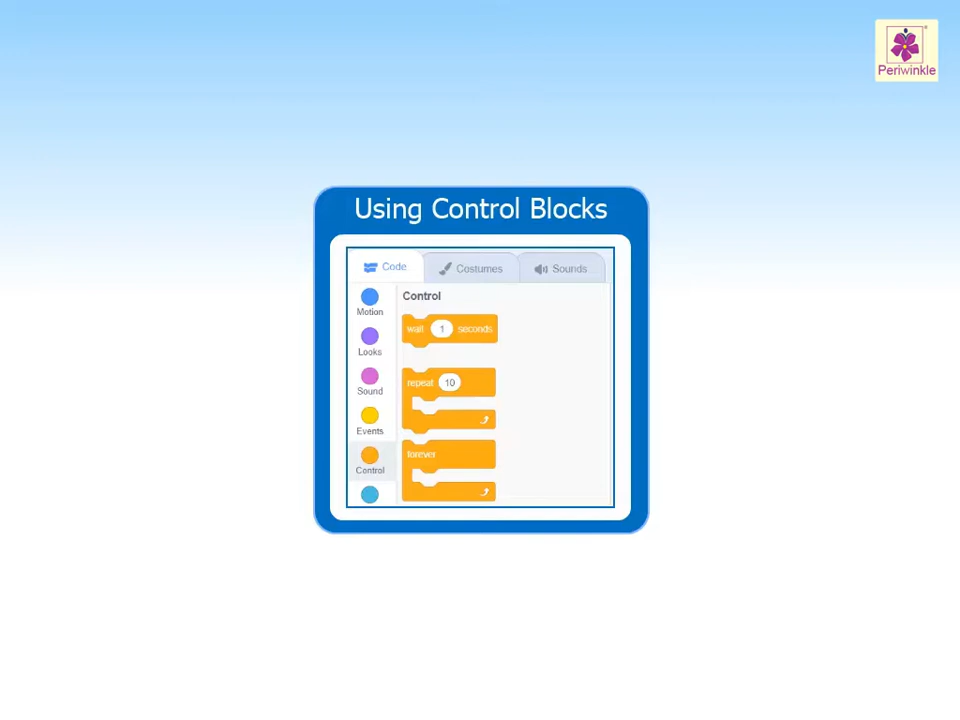 Periwinkle
Using Control Blocks
Code Costumes Sounds
Motion
Looks
Sound
Events
Control
Control
wait 1 seconds
repeat 10
forever